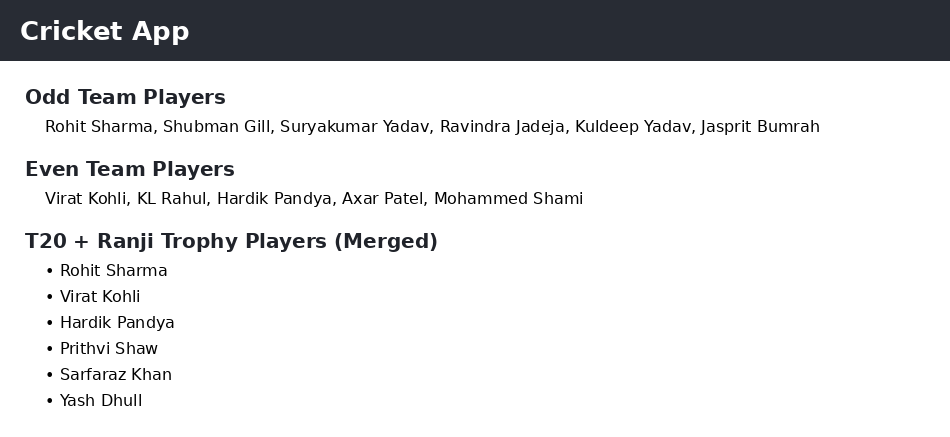 Cricket App
Odd Team Players
Rohit Sharma, Shubman Gill, Suryakumar Yadav, Ravindra Jadeja, Kuldeep Yadav, Jasprit Bumrah
Even Team Players
Virat Kohli, KL Rahul, Hardik Pandya, Axar Patel, Mohammed Shami
T20 + Ranji Trophy Players (Merged)
• Rohit Sharma
• Virat Kohli
• Hardik Pandya
• Prithvi Shaw
• Sarfaraz Khan
• Yash Dhull